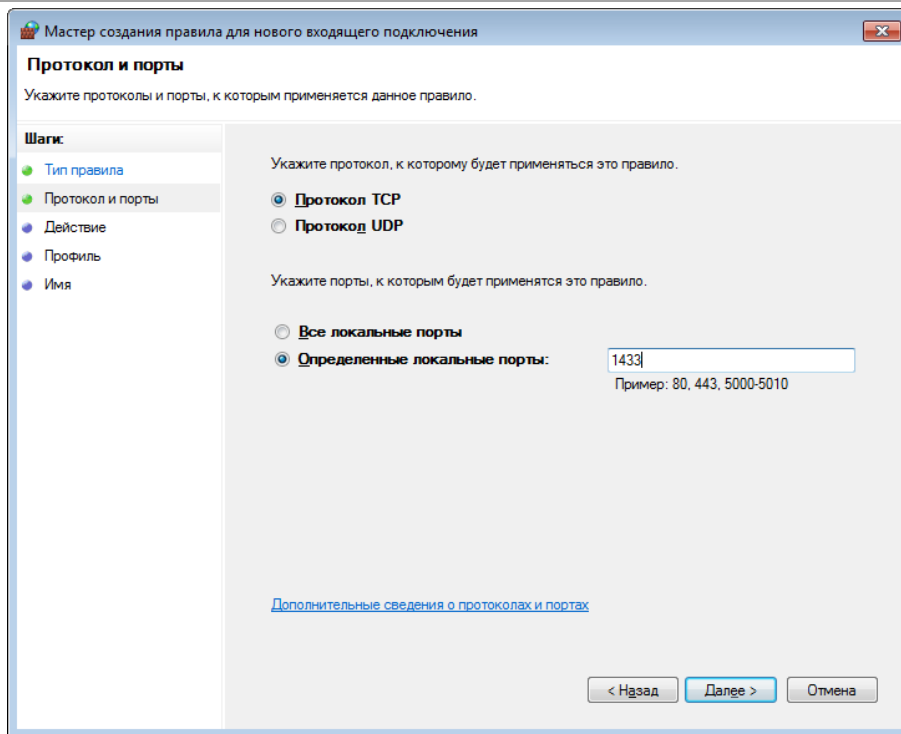 Мастер создания правила для нового входящего подключения
Протокол и порты
Укажите протоколы и порты, к которым применяется данное правило.
Шаги:
Тип правила
Протокол и порты
Действие
Профиль
Имя
Укажите протокол, к которому будет применяться это правило.
Протокол TCP
Протокол UDP
Укажите порты, к которым будет применятся это правило.
Все локальные порты
Определенные локальные порты:
1433
Пример: 80, 443, 5000-5010
Дополнительные сведения о протоколах и портах
< Назад
Далее >
Отмена